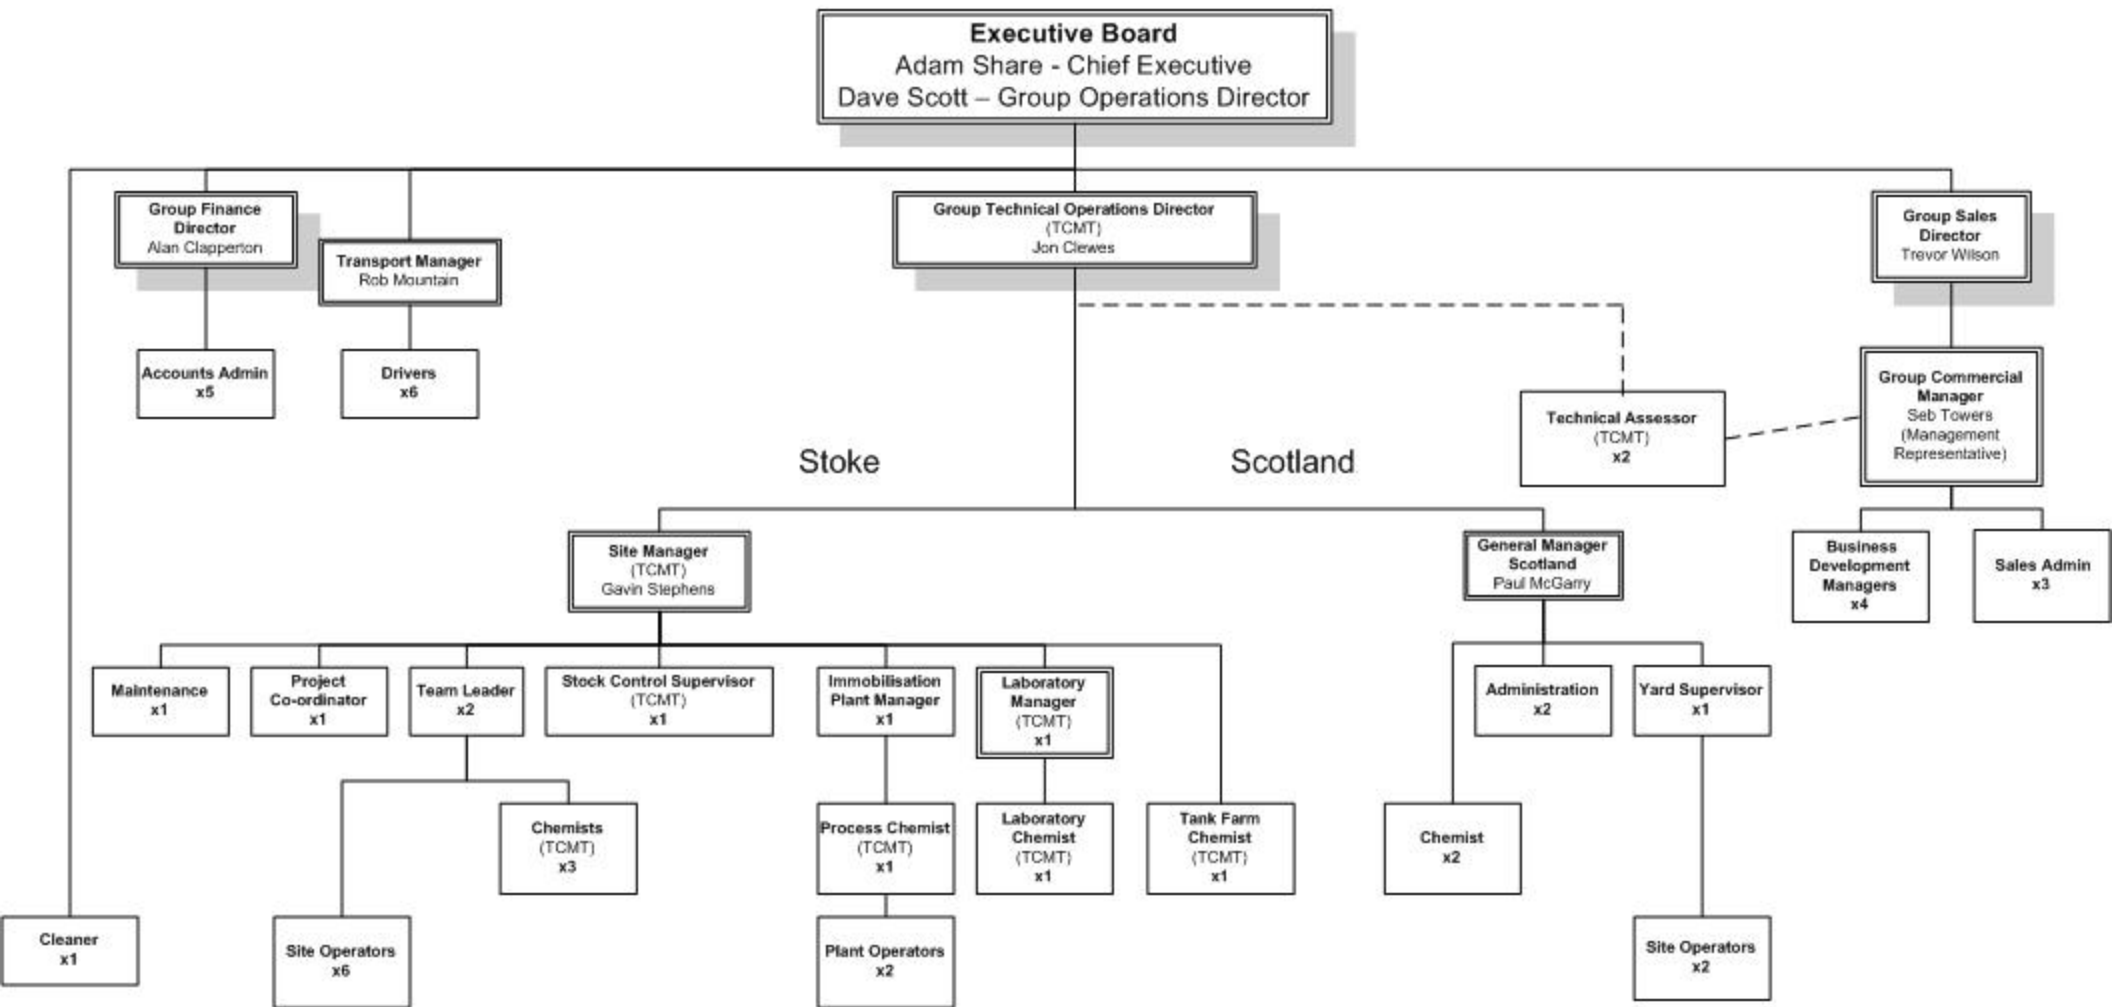 Executive Board
Adam Share - Chief Executive
Dave Scott – Group Operations Director
Group Finance
Director
Alan Clapperton
Transport Manager
Rob Mountain
Group Technical Operations Director
(TCMT)
Jon Clewes
Group Sales
Director
Trevor Wilson
Accounts Admin
x5
Drivers
x6
Technical Assessor
(TCMT)
x2
Group Commercial
Manager
Seb Towers
(Management
Representative)
Stoke
Scotland
Site Manager
(TCMT)
Gavin Stephens
General Manager
Scotland
Paul McGarry
Business
Development
Managers
x4
Sales Admin
x3
Maintenance
x1
Project
Co-ordinator
x1
Team Leader
x2
Stock Control Supervisor
(TCMT)
x1
Immobilisation
Plant Manager
x1
Laboratory
Manager
(TCMT)
x1
Administration
x2
Yard Supervisor
x1
Chemists
(TCMT)
x3
Process Chemist
(TCMT)
x1
Laboratory
Chemist
(TCMT)
x1
Tank Farm
Chemist
(TCMT)
x1
Chemist
x2
Cleaner
x1
Site Operators
x6
Plant Operators
x2
Site Operators
x2